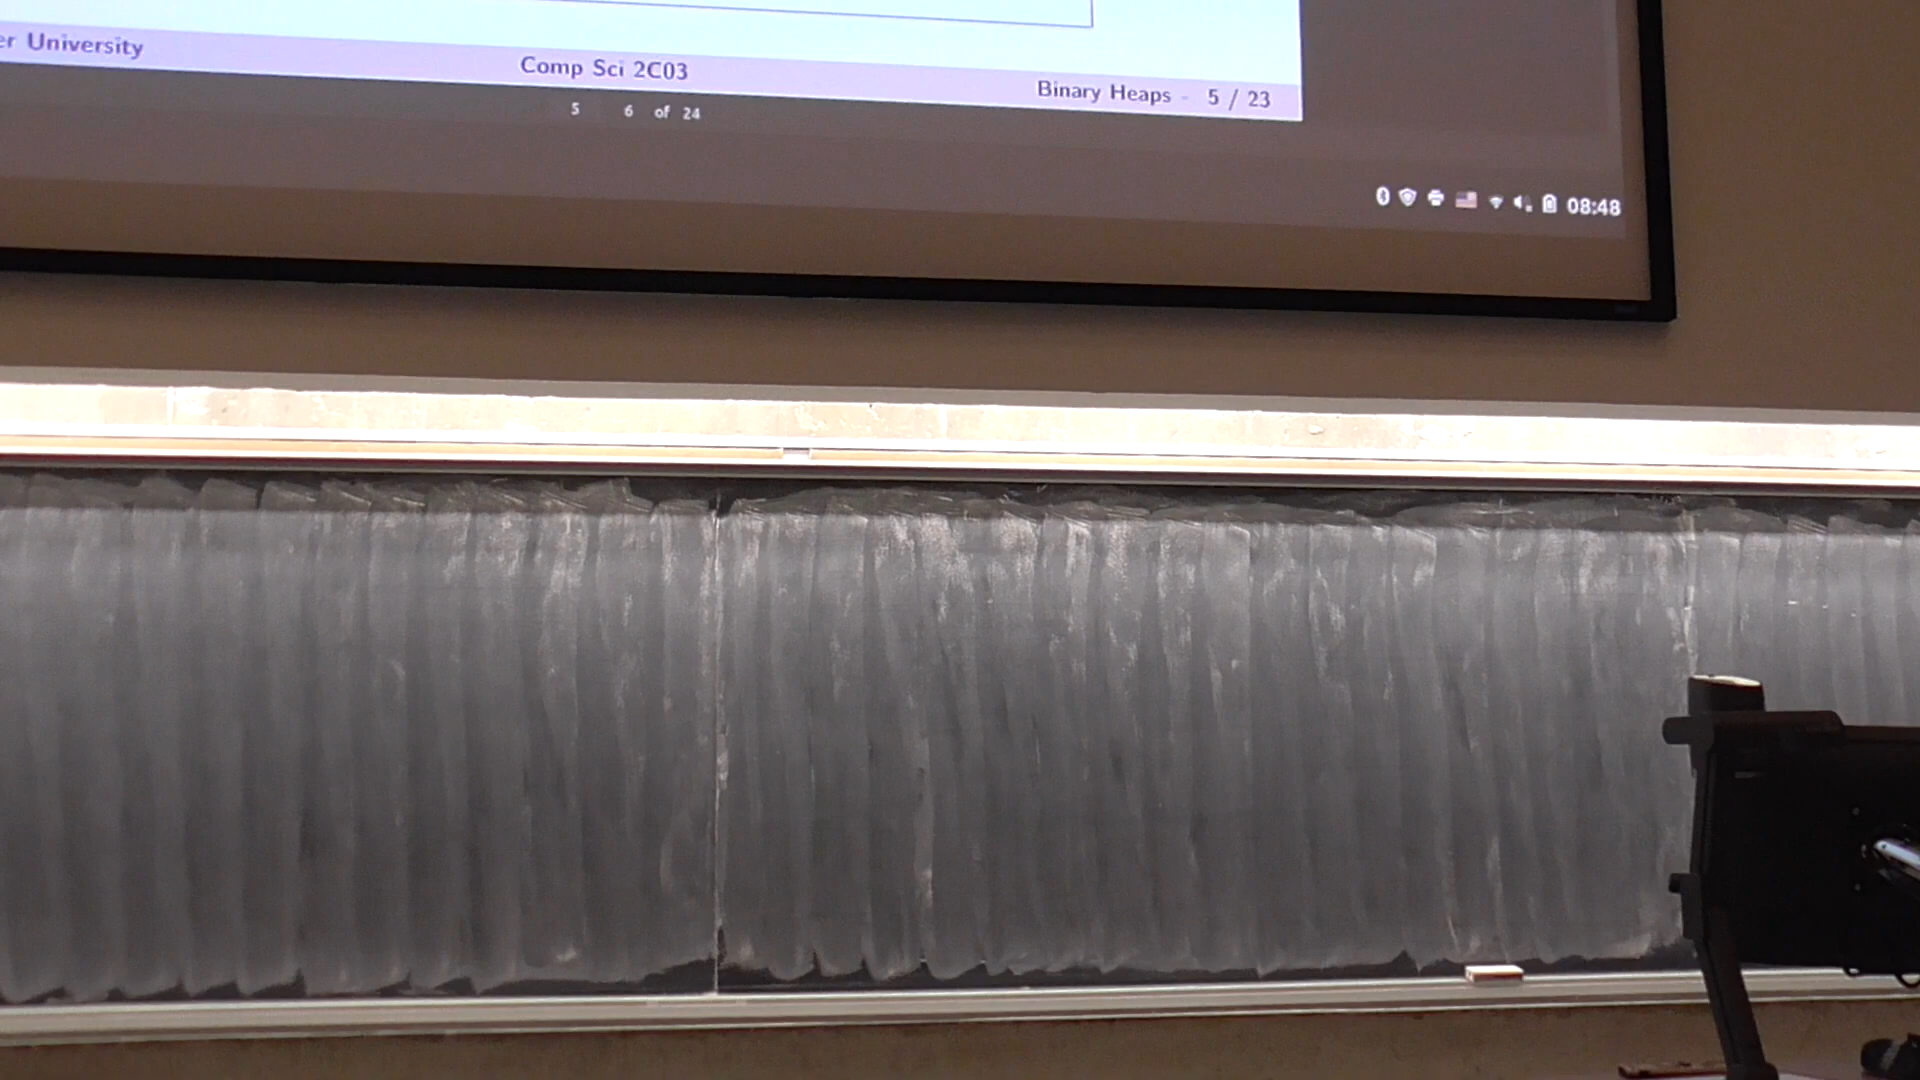 er University
Comp Sci 2C03
Binary Heaps - 5 / 23
5 6 of 24
08:48